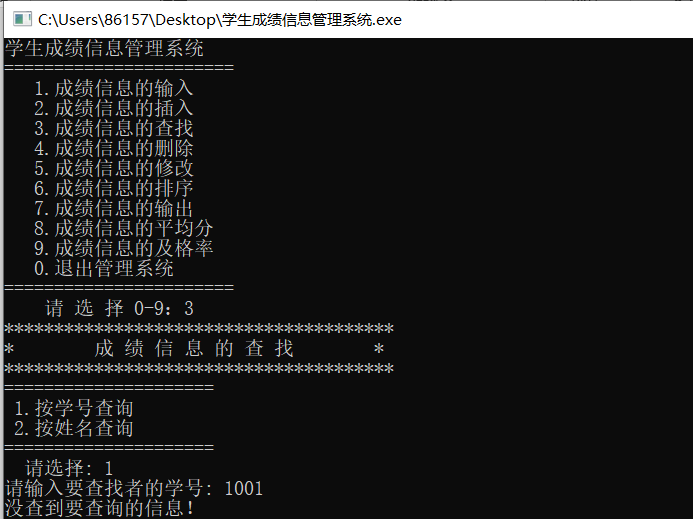 C:\Users\86157\Desktop\学生成绩信息管理系统.exe
学生成绩信息管理系统
=======================
1.成绩信息的输入
2.成绩信息的插入
3.成绩信息的查找
4.成绩信息的删除
5.成绩信息的修改
6.成绩信息的排序
7.成绩信息的输出
8.成绩信息的平均分
9.成绩信息的及格率
0.退出管理系统
=======================
请 选 择 0-9: 3
***************************************
* 成 绩 信 息 的 查 找 *
***************************************
=====================
1.按学号查询
2.按姓名查询
=====================
请选择: 1
请输入要查找者的学号: 1001
没查到要查询的信息!